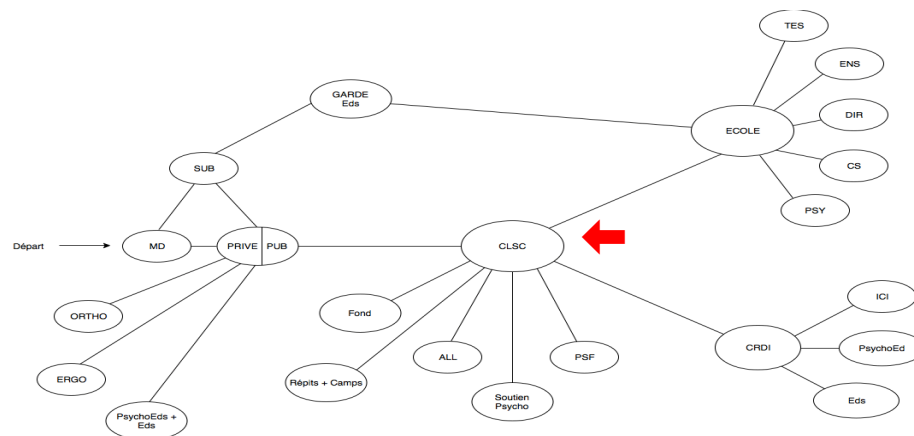 TES
ENS
GARDE
Eds
DIR
ECOLE
SUB
CS
PSY
Départ
MD
PRIVE
PUB
CLSC
ICI
ORTHO
Fond
CRDI
PsychoEd
ALL
PSF
ERGO
Répits + Camps
Soutien
Psycho
Eds
PsychoEds +
Eds